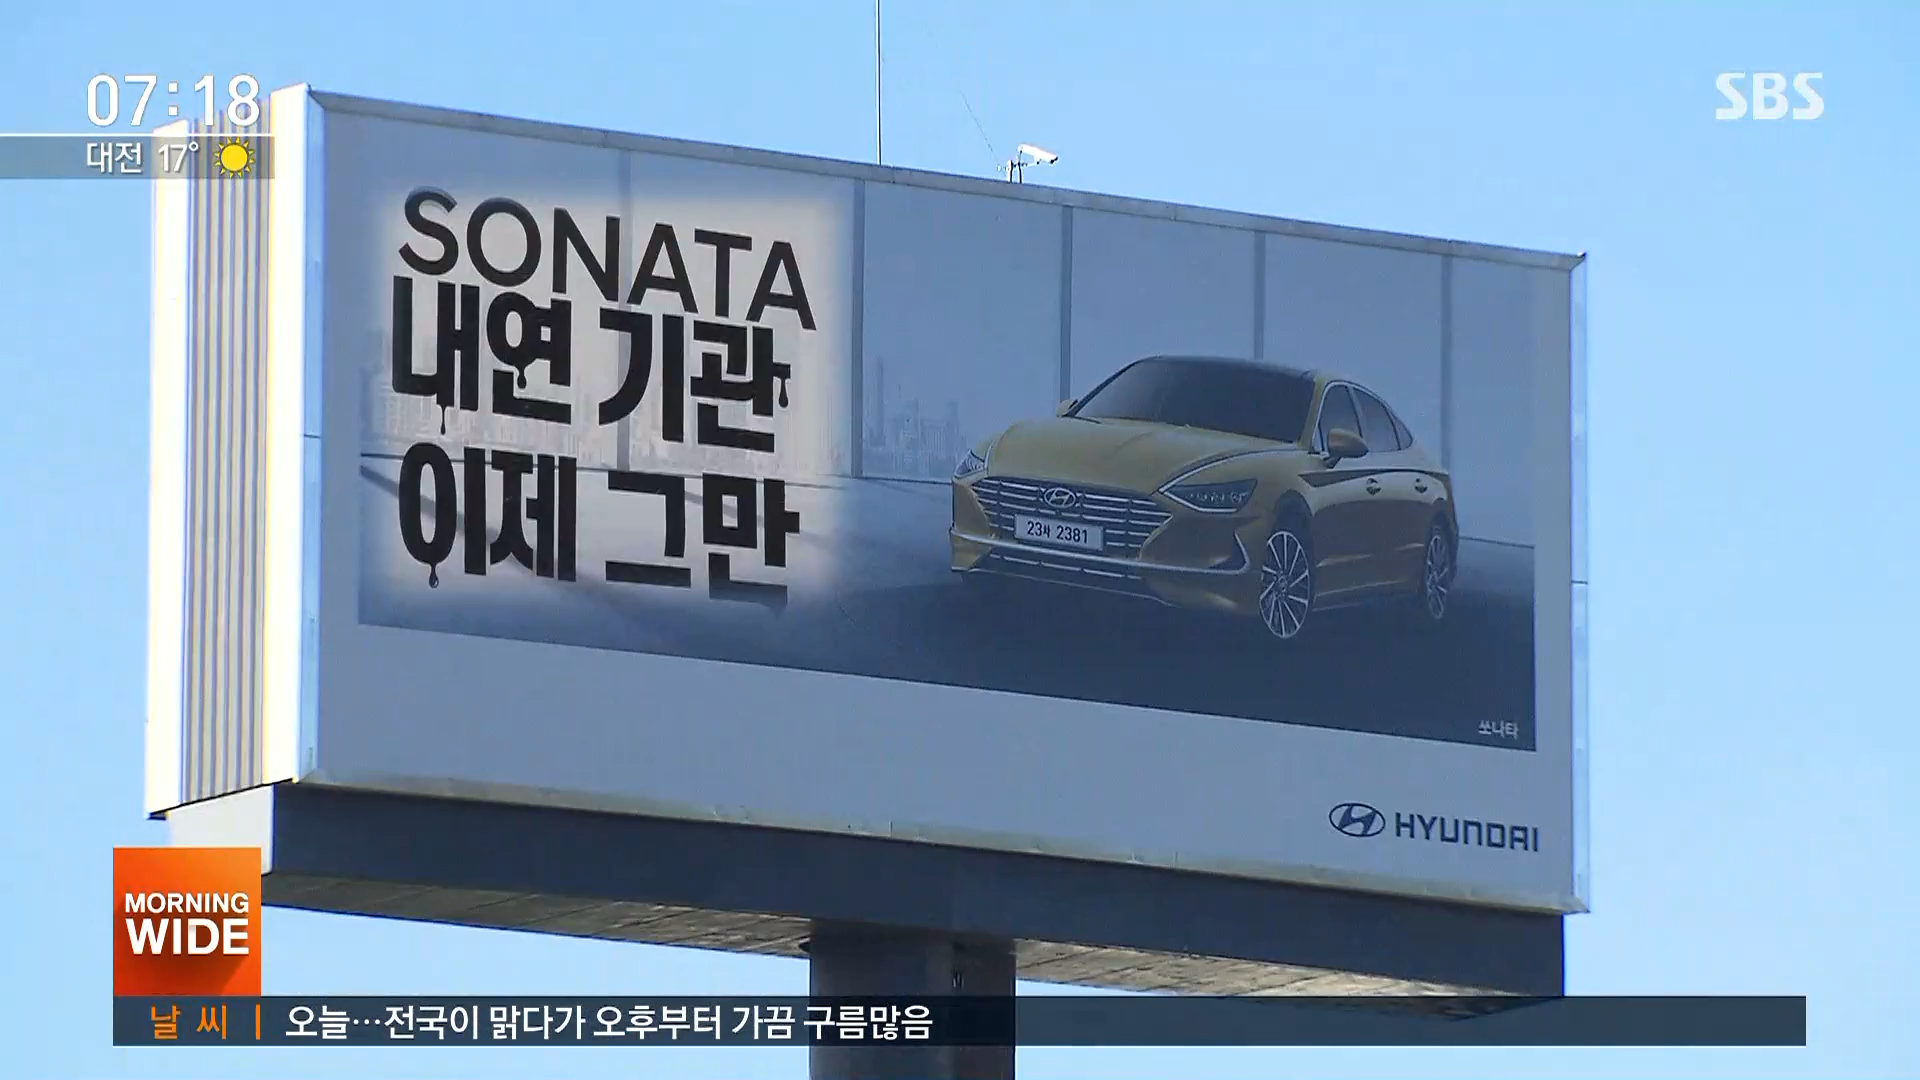 07:18
대전 17°
SBS
SONATA
내연 기관
이제 그만
23사 2381
쏘나타
HYUNDAI
MORNING
WIDE
날씨 | 오늘…전국이 맑다가 오후부터 가끔 구름많음